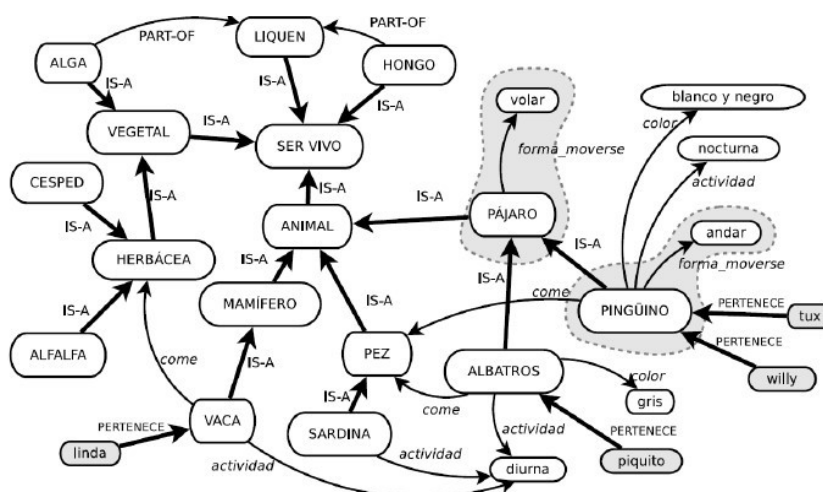 PART-OF
LIQUEN
PART-OF
ALGA
HONGO
IS-A
IS-A
IS-A
VEGETAL
IS-A
SER VIVO
volar
blanco y negro
color
forma_moverse
nocturna
actividad
CESPED
IS-A
IS-A
IS-A
IS-A
ANIMAL
PÁJARO
andar
IS-A
forma_moverse
HERBÁCEA
IS-A
MAMÍFERO
IS-A
IS-A
come
PINGÜINO
PERTENECE
tux
IS-A
ALFALFA
come
PEZ
PERTENECE
willy
IS-A
ALBATROS
color
IS-A
come
gris
VACA
PERTENECE
linda
SARDINA
actividad
PERTENECE
actividad
actividad
diurna
piquito